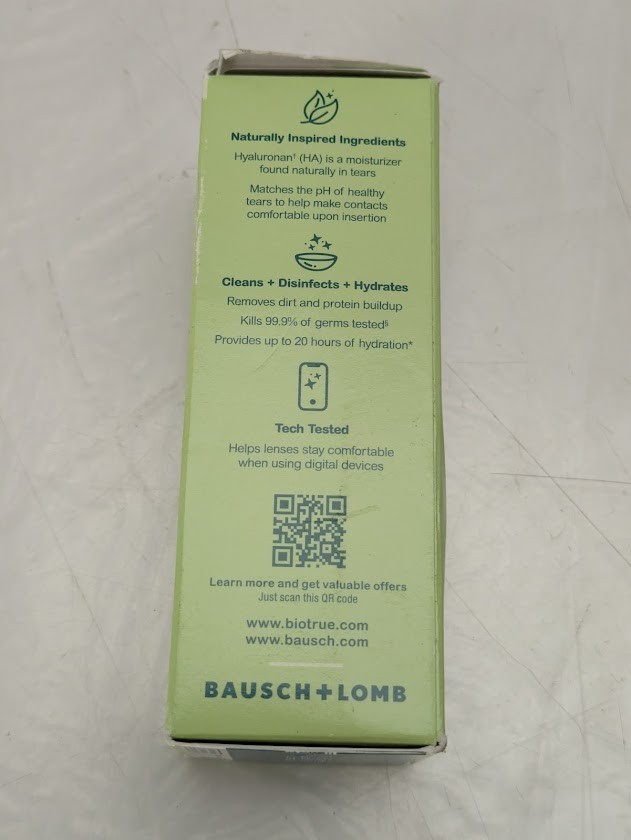 Naturally Inspired Ingredients
Hyaluronan† (HA) is a moisturizer
found naturally in tears
Matches the pH of healthy
tears to help make contacts
comfortable upon insertion
Cleans + Disinfects + Hydrates
Removes dirt and protein buildup
Kills 99.9% of germs tested§
Provides up to 20 hours of hydration*
Tech Tested
Helps lenses stay comfortable
when using digital devices
Learn more and get valuable offers
Just scan this QR code
www.biotrue.com
www.bausch.com
BAUSCH+LOMB